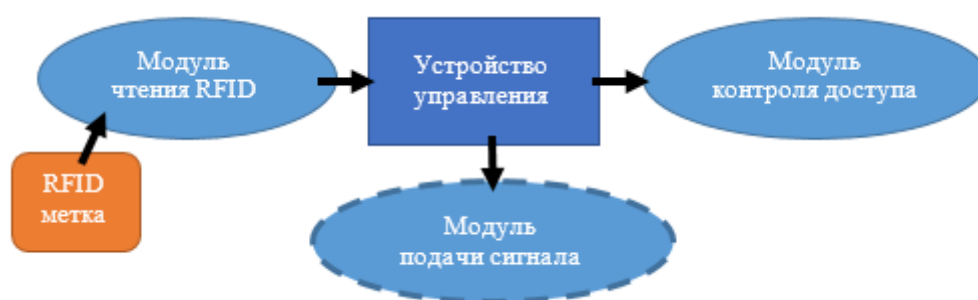 Модуль
чтения RFID
Устройство
управления
Модуль
контроля доступа
RFID
метка
Модуль
подачи сигнала